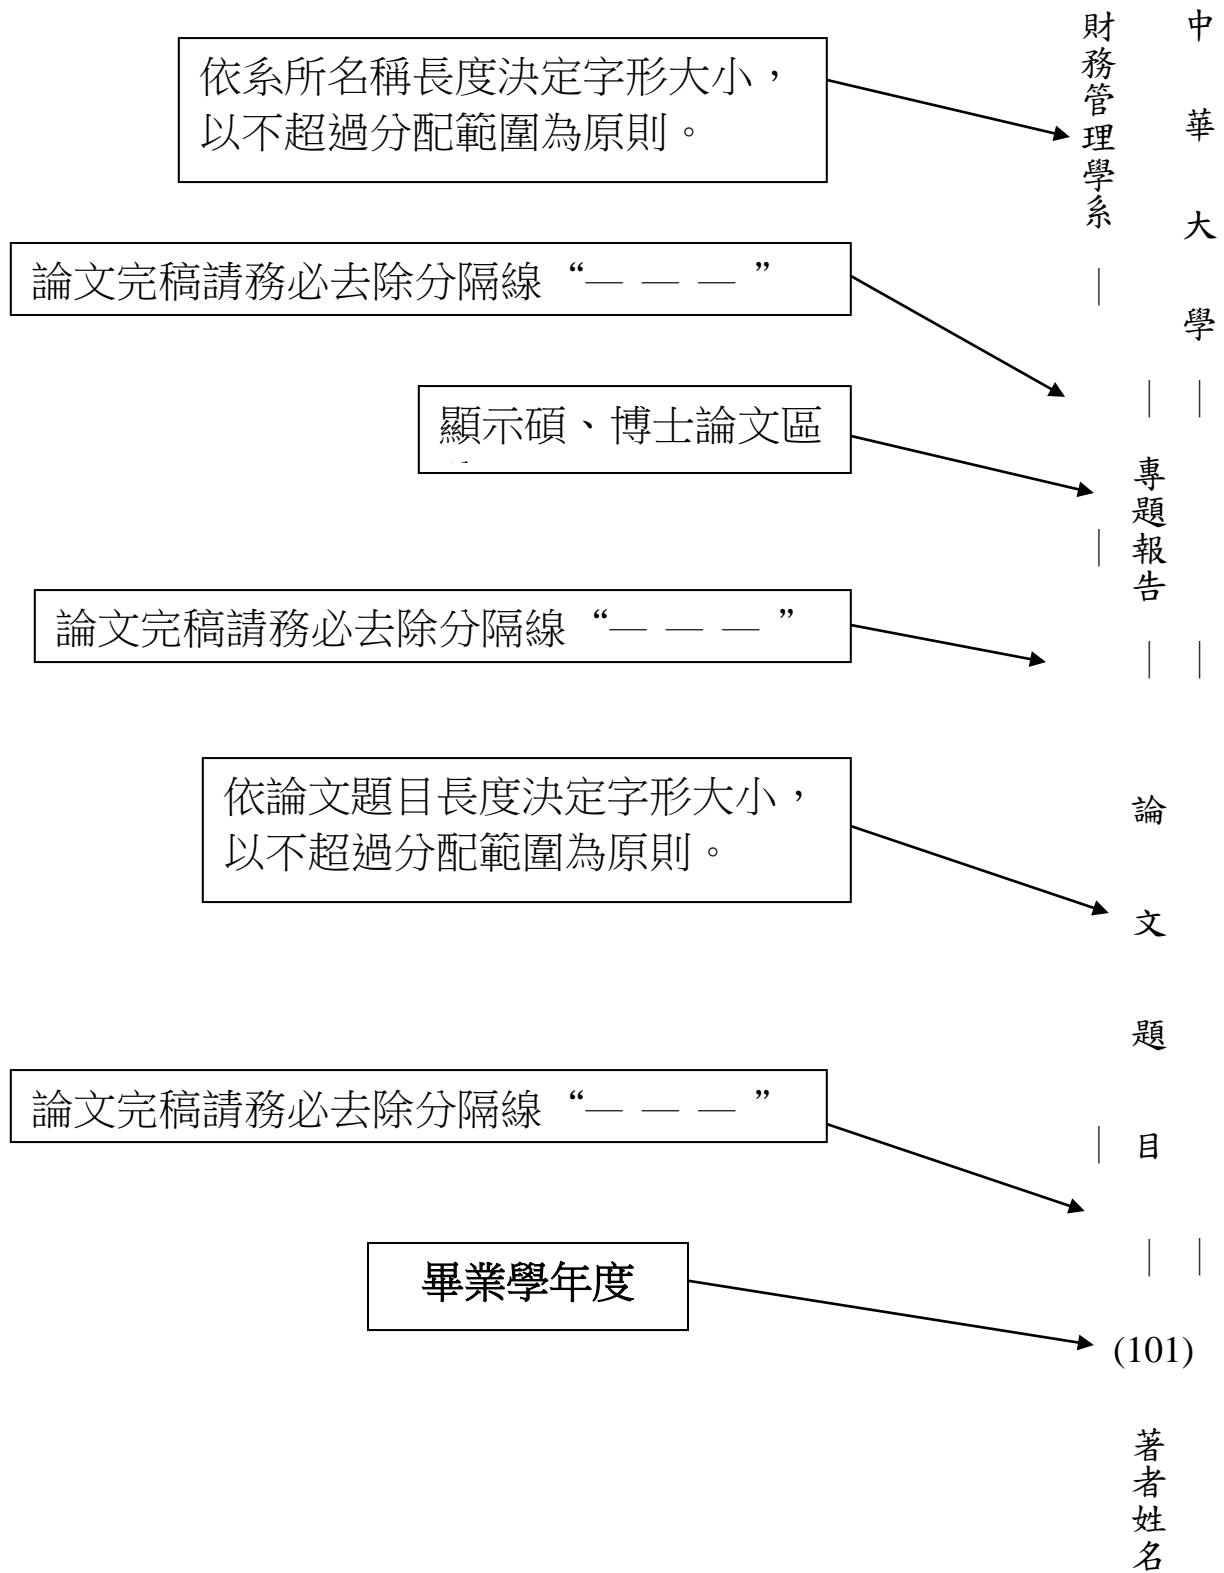 中華大學
財務管理學系
依系所名稱長度決定字形大小，
以不超過分配範圍為原則。
論文完稿請務必去除分隔線“— — — ”
顯示碩、博士論文區
專題報告
論文完稿請務必去除分隔線“— — — ”
依論文題目長度決定字形大小，
以不超過分配範圍為原則。
論文題目
論文完稿請務必去除分隔線“— — — ”
畢業學年度
(101)
著者姓名